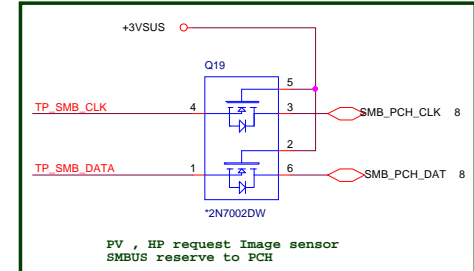 +3VSUS
Q19
5
TP_SMB_CLK 4 3 SMB_PCH_CLK 8
2
TP_SMB_DATA 1 6 SMB_PCH_DAT 8
*2N7002DW
PV , HP request Image sensor
SMBUS reserve to PCH